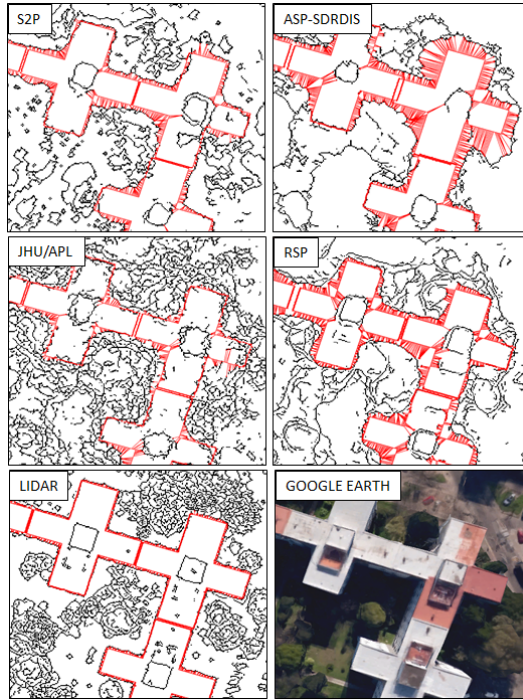 S2P
ASP-SDRDIS
JHU/APL
RSP
LIDAR
GOOGLE EARTH